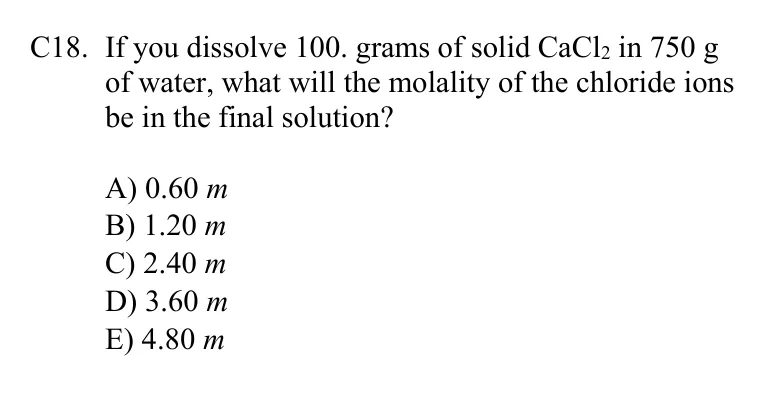 C18. If you dissolve 100. grams of solid CaCl₂ in 750 g
of water, what will the molality of the chloride ions
be in the final solution?
A) 0.60 m
B) 1.20 m
C) 2.40 m
D) 3.60 m
E) 4.80 m